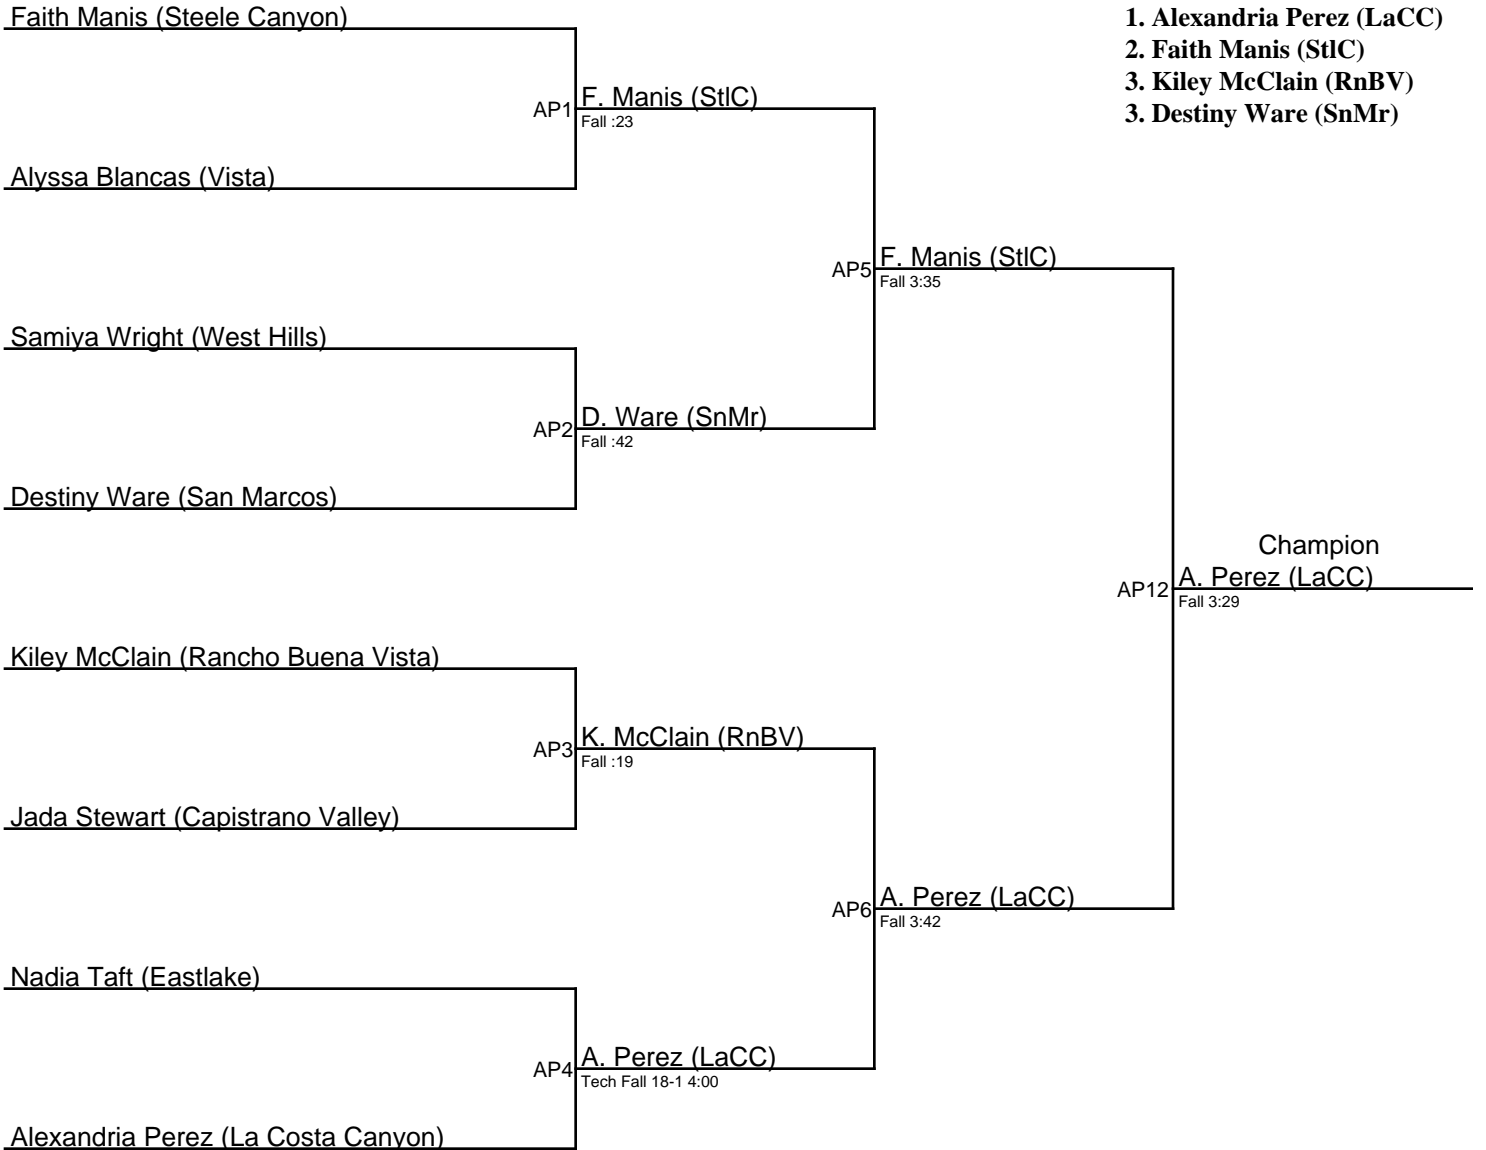 Faith Manis (Steele Canyon)
1. Alexandria Perez (LaCC)
2. Faith Manis (StlC)
3. Kiley McClain (RnBV)
3. Destiny Ware (SnMr)
AP1
F. Manis (StlC)
Fall :23
Alyssa Blancas (Vista)
AP5
F. Manis (StlC)
Fall 3:35
Samiya Wright (West Hills)
AP2
D. Ware (SnMr)
Fall :42
Destiny Ware (San Marcos)
Champion
AP12
A. Perez (LaCC)
Fall 3:29
Kiley McClain (Rancho Buena Vista)
AP3
K. McClain (RnBV)
Fall :19
Jada Stewart (Capistrano Valley)
AP6
A. Perez (LaCC)
Fall 3:42
Nadia Taft (Eastlake)
AP4
A. Perez (LaCC)
Tech Fall 18-1 4:00
Alexandria Perez (La Costa Canyon)